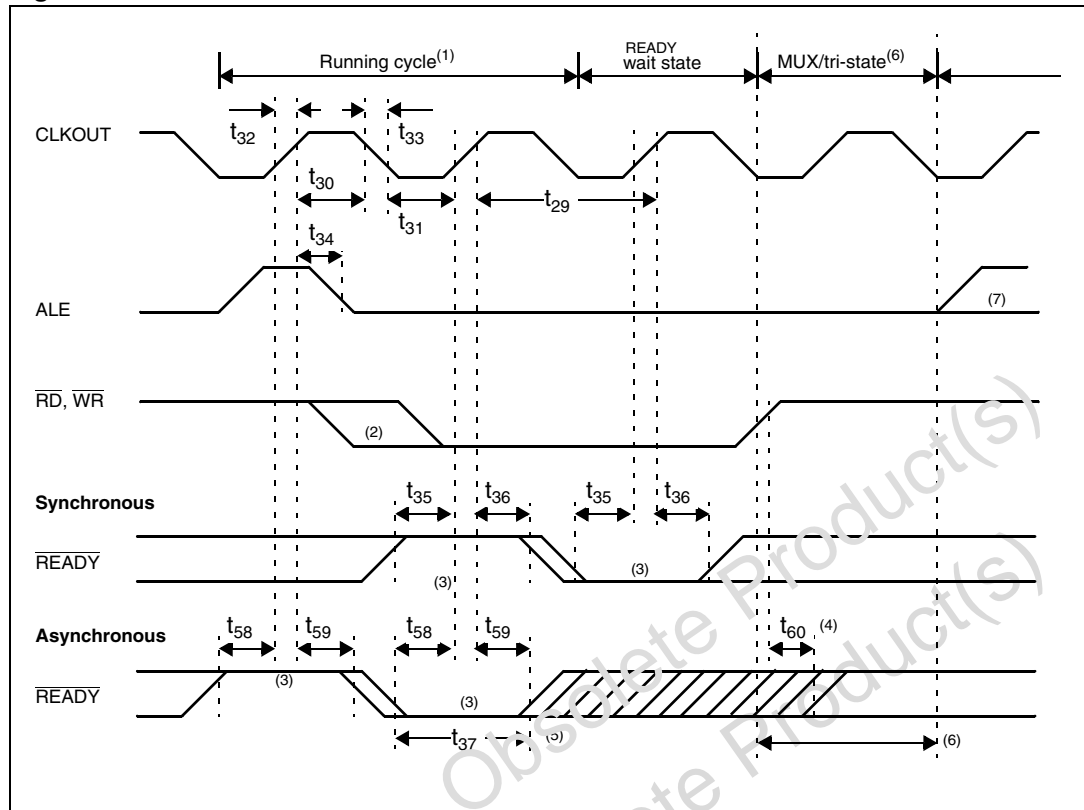 Running cycle(1)
READY
wait state
MUX/tri-state(6)
CLKOUT
t32
t33
t30
t31
t29
t34
ALE
(7)
RD, WR
(2)
Synchronous
t35
t36
t35
t36
READY
(3)
(3)
Asynchronous
t58
t59
t58
t59
t60
(4)
READY
(3)
(3)
t37
(5)
(6)
Obsolete Product(s)
Obsolete Product(s)